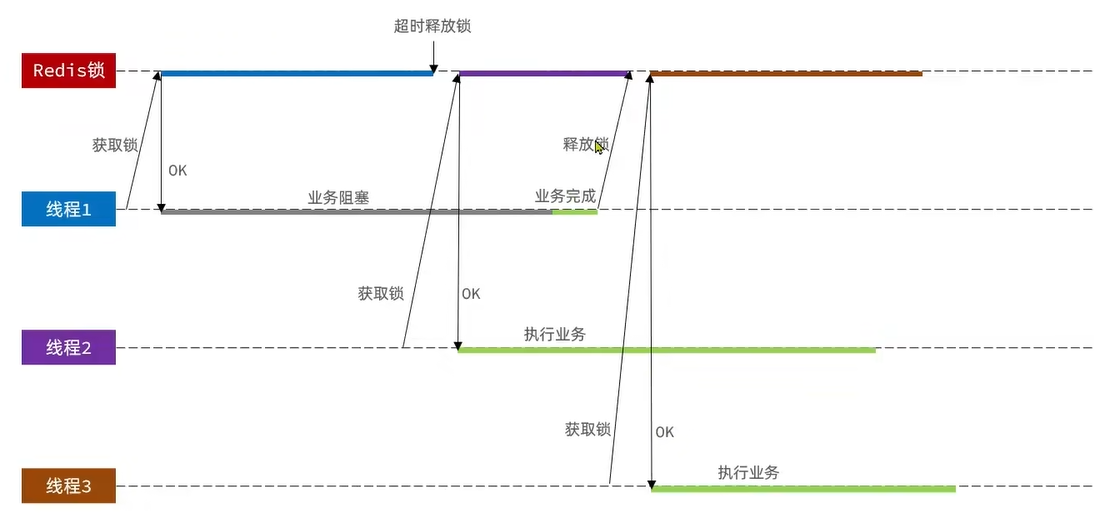 超时释放锁
Redis锁
获取锁
释放锁
OK
线程1
业务阻塞
业务完成
获取锁
OK
线程2
执行业务
获取锁
OK
线程3
执行业务